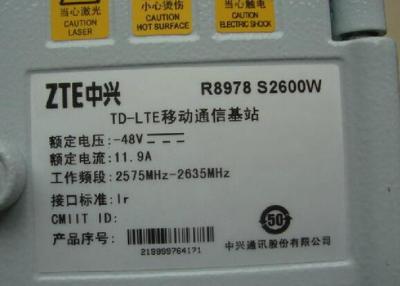 当心激光
CAUTION
LASER
小心烫伤
CAUTION
HOT SURFACE
当心触电
CAUTION
ELECTRIC SHOCK
ZTE中兴
R8978 S2600W
TD-LTE移动通信基站
额定电压: -48V
额定电流: 11.9A
工作频段: 2575MHz-2635MHz
接口标准: Ir
CMIIT ID:
产品序号:
219999764171
50
中兴通讯股份有限公司